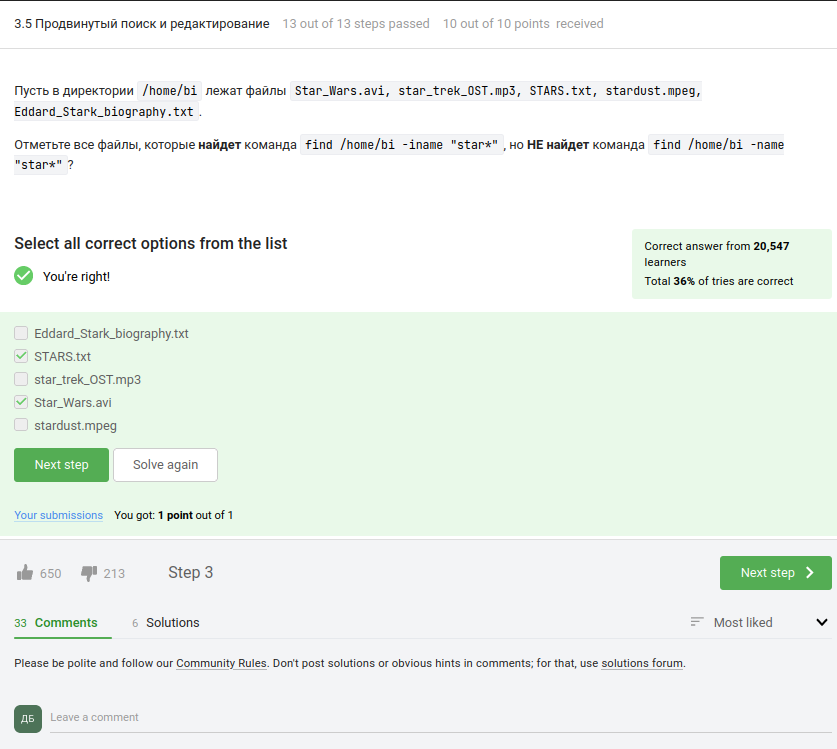 3.5 Продвинутый поиск и редактирование 13 out of 13 steps passed 10 out of 10 points received
Пусть в директории /home/bi лежат файлы Star_Wars.avi, star_trek_OST.mp3, STARS.txt, stardust.mpeg,
Eddard_Stark_biography.txt .
Отметьте все файлы, которые найдет команда find /home/bi -iname "star*" , но НЕ найдет команда find /home/bi -name
"star*" ?
Select all correct options from the list
You're right!
Correct answer from 20,547
learners
Total 36% of tries are correct
Eddard_Stark_biography.txt
STARS.txt
star_trek_OST.mp3
Star_Wars.avi
stardust.mpeg
Next step Solve again
Your submissions You got: 1 point out of 1
650 213 Step 3 Next step
33 Comments 6 Solutions Most liked
Please be polite and follow our Community Rules. Don't post solutions or obvious hints in comments; for that, use solutions forum.
ДБ Leave a comment